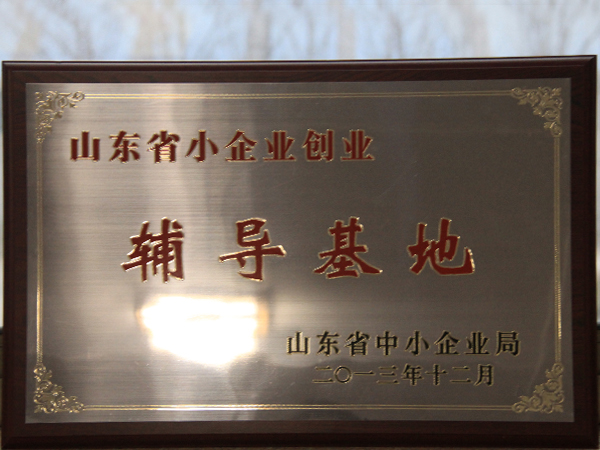 山东省小企业创业
辅导基地
山东省中小企业局
二〇一三年十二月